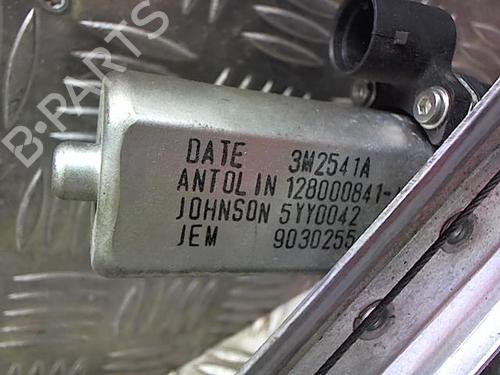 B-PARTS
DATE 3M2541A
ANTOLIN 128000841-
JOHNSON 5YY0042
JEM 9030255